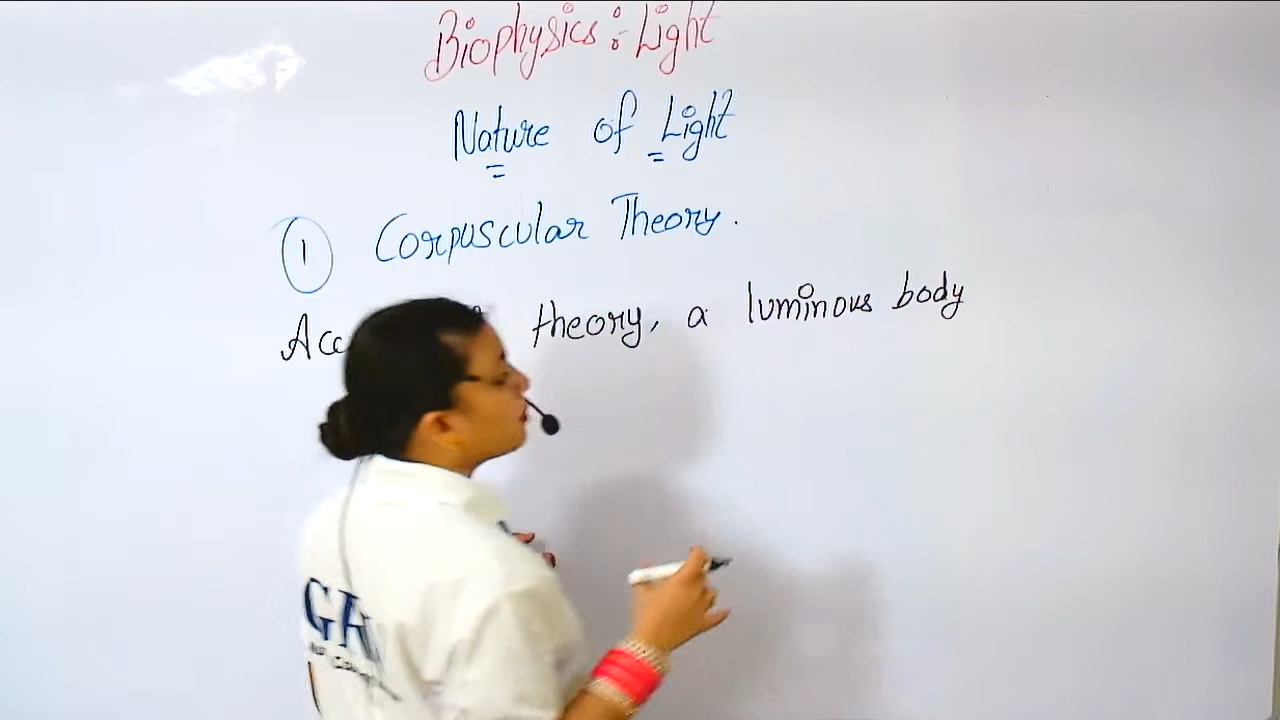 Biophysics : Light
Nature of Light
1 Corpuscular Theory.
theory, a luminous body